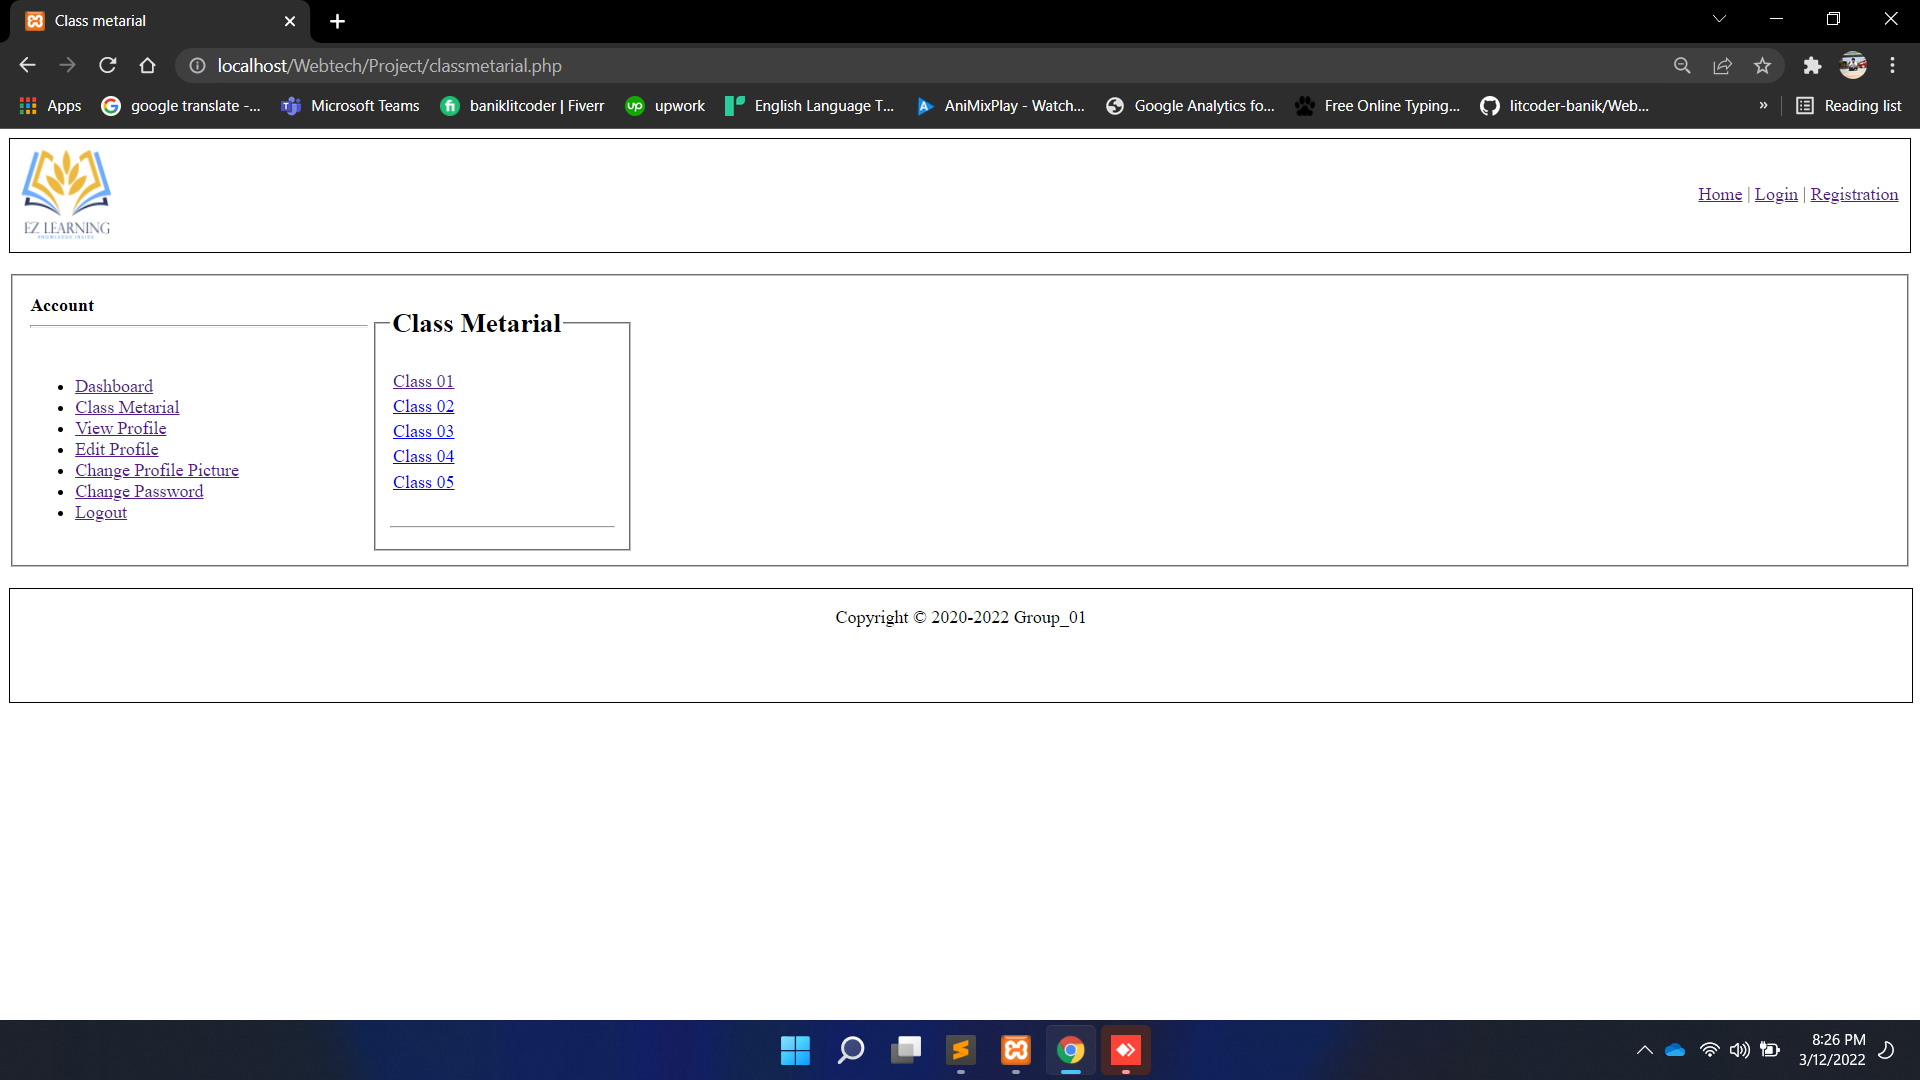 Class metarial
localhost/Webtech/Project/classmetarial.php
Apps google translate -... Microsoft Teams baniklitcoder | Fiverr upwork English Language T... AniMixPlay - Watch... Google Analytics fo... Free Online Typing... litcoder-banik/Web... » Reading list
EZ LEARNING
KNOWLEDGE INSIDE
Home | Login | Registration
Account
Class Metarial
Dashboard
Class Metarial
View Profile
Edit Profile
Change Profile Picture
Change Password
Logout
Class 01
Class 02
Class 03
Class 04
Class 05
Copyright © 2020-2022 Group_01
8:26 PM
3/12/2022